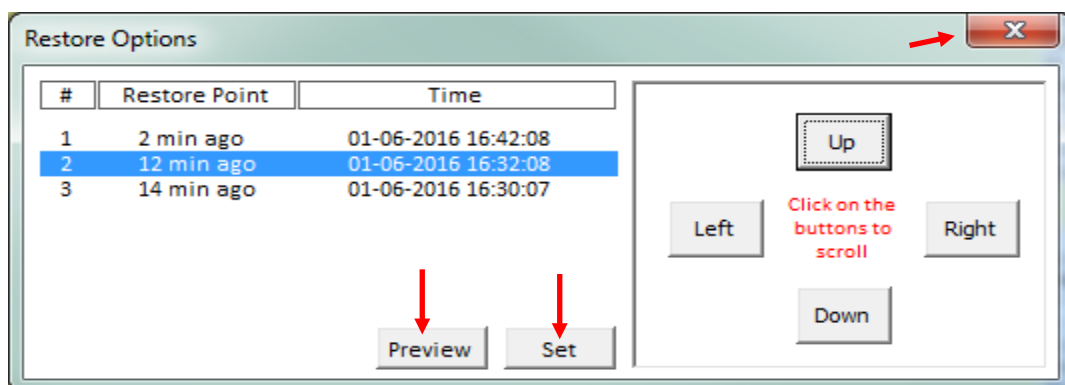 Restore Options
# Restore Point Time
1 2 min ago 01-06-2016 16:42:08
2 12 min ago 01-06-2016 16:32:08
3 14 min ago 01-06-2016 16:30:07
Preview Set
Up
Left
Click on the
buttons to
scroll
Right
Down